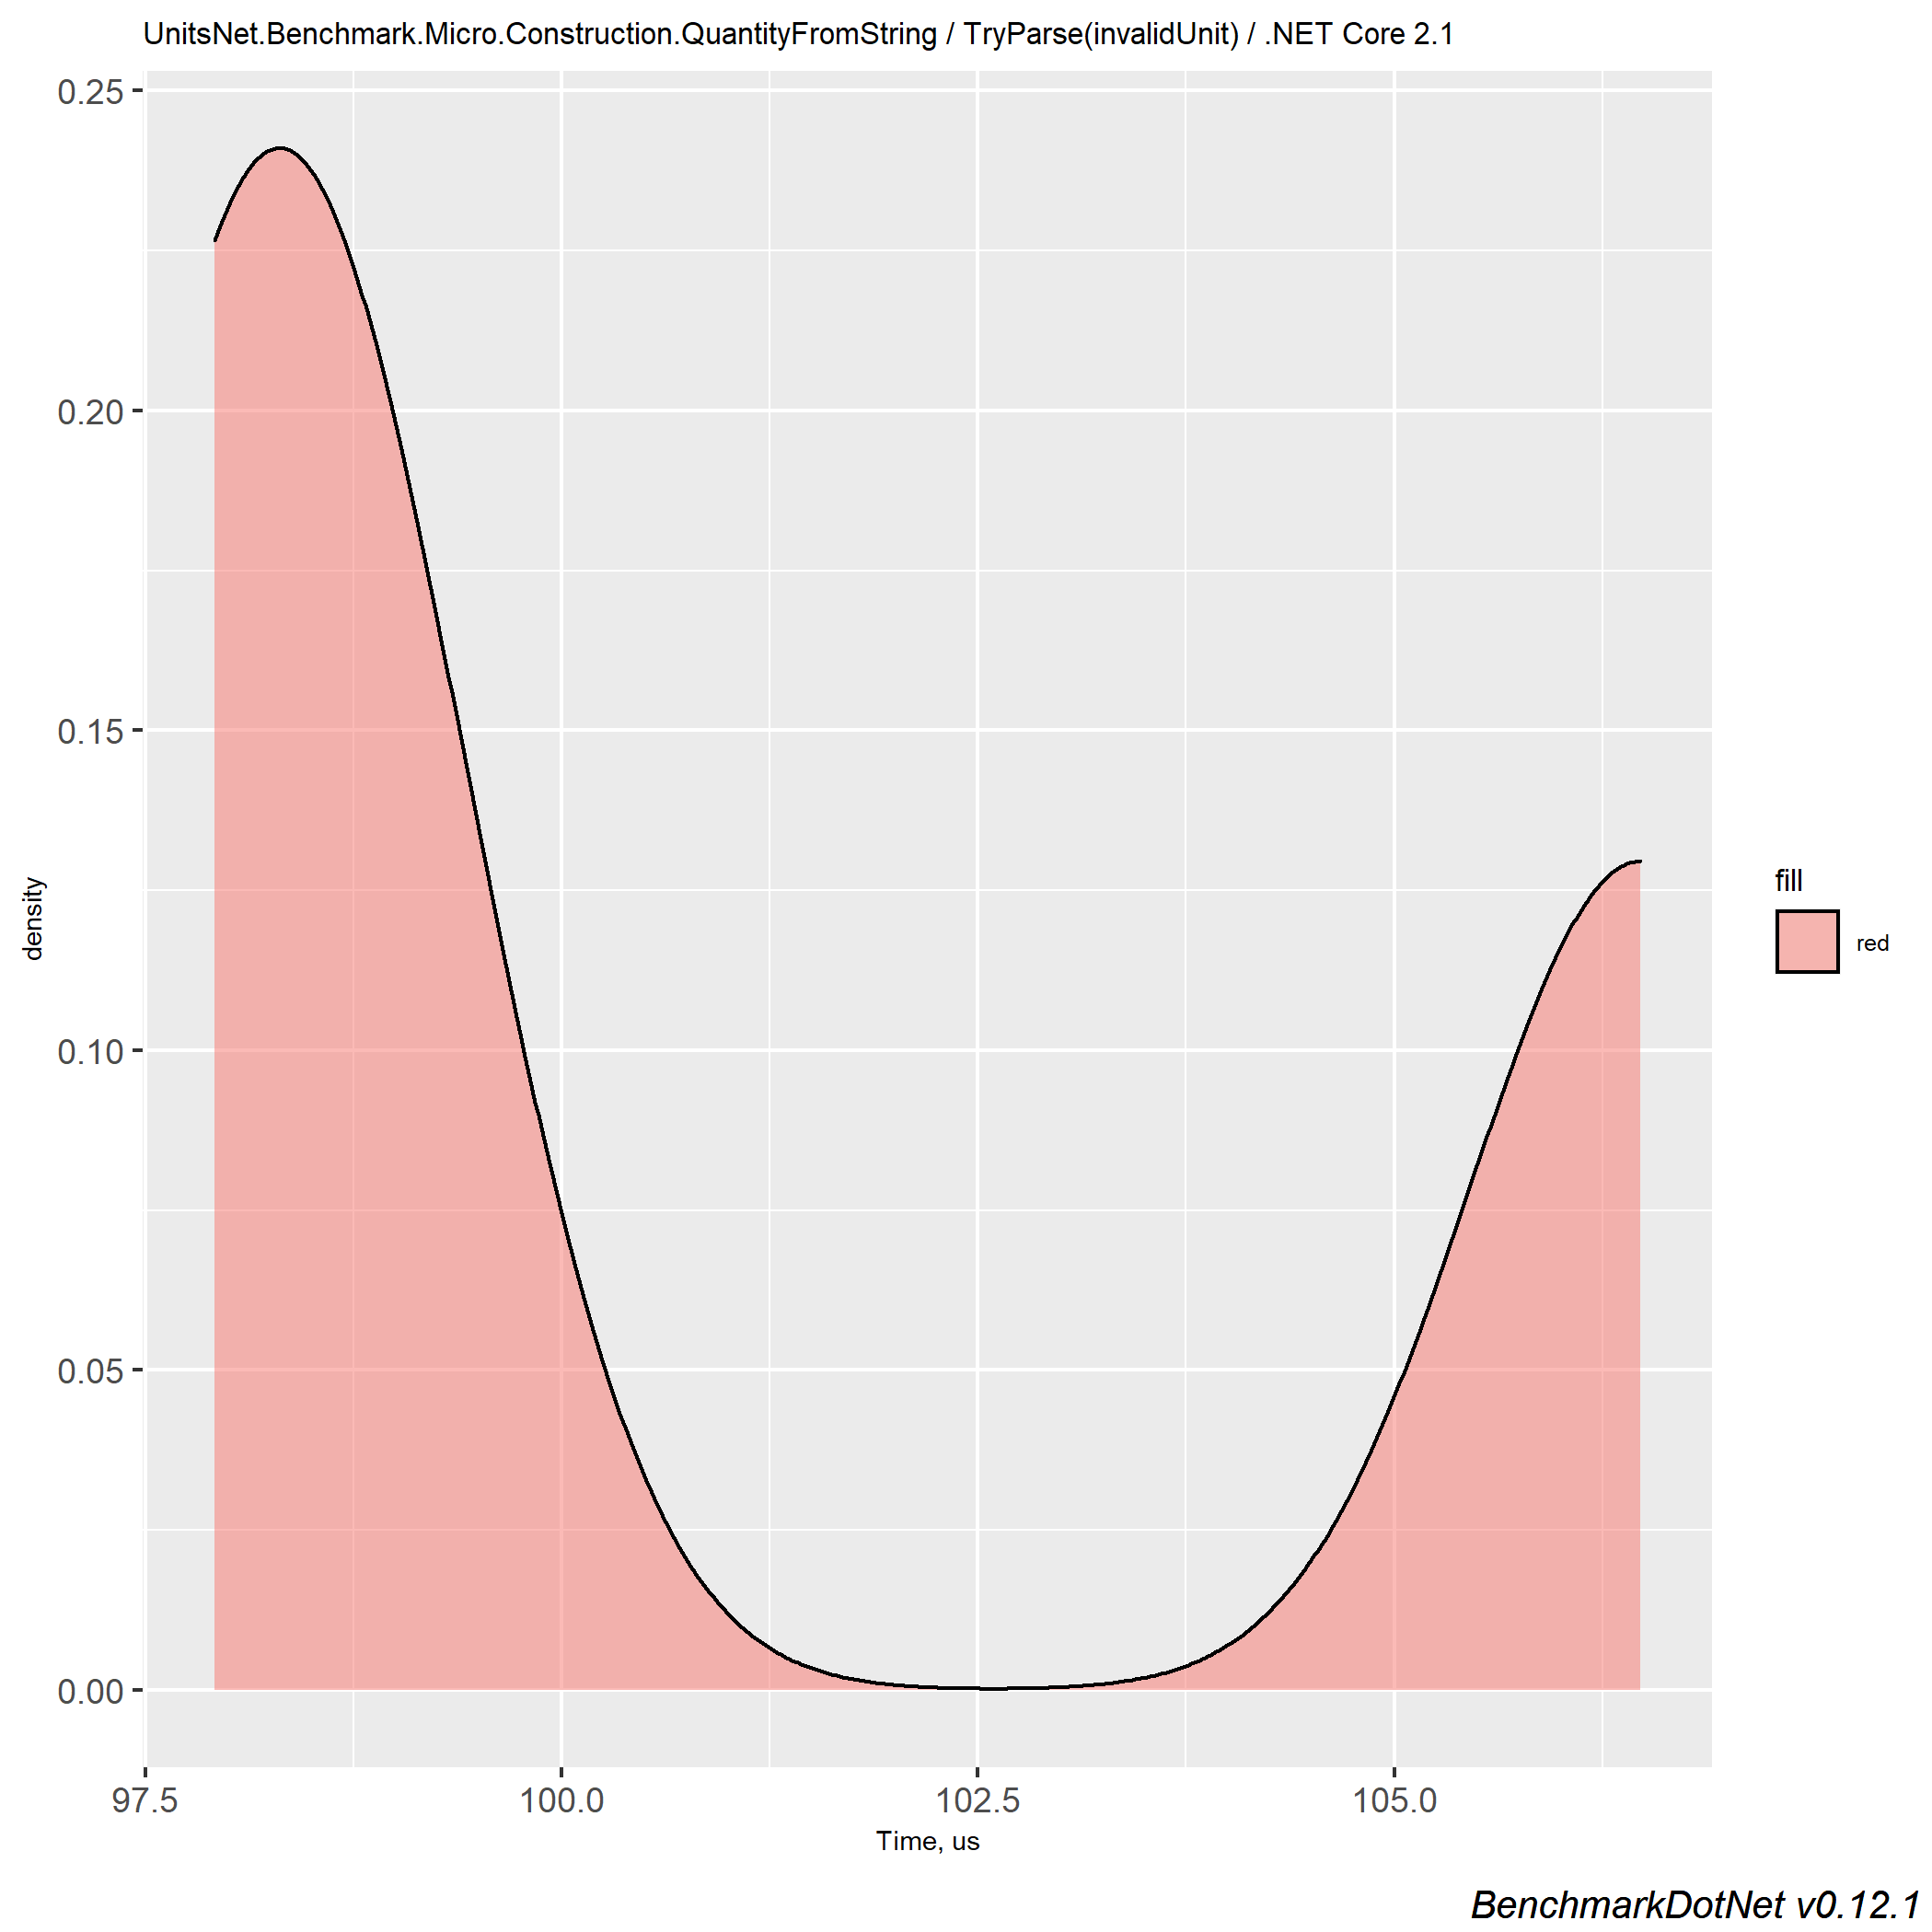 UnitsNet.Benchmark.Micro.Construction.QuantityFromString / TryParse(invalidUnit) / .NET Core 2.1
0.25
0.20
0.15
0.10
0.05
0.00
density
97.5 100.0 102.5 105.0
Time, us
fill
red
BenchmarkDotNet v0.12.1